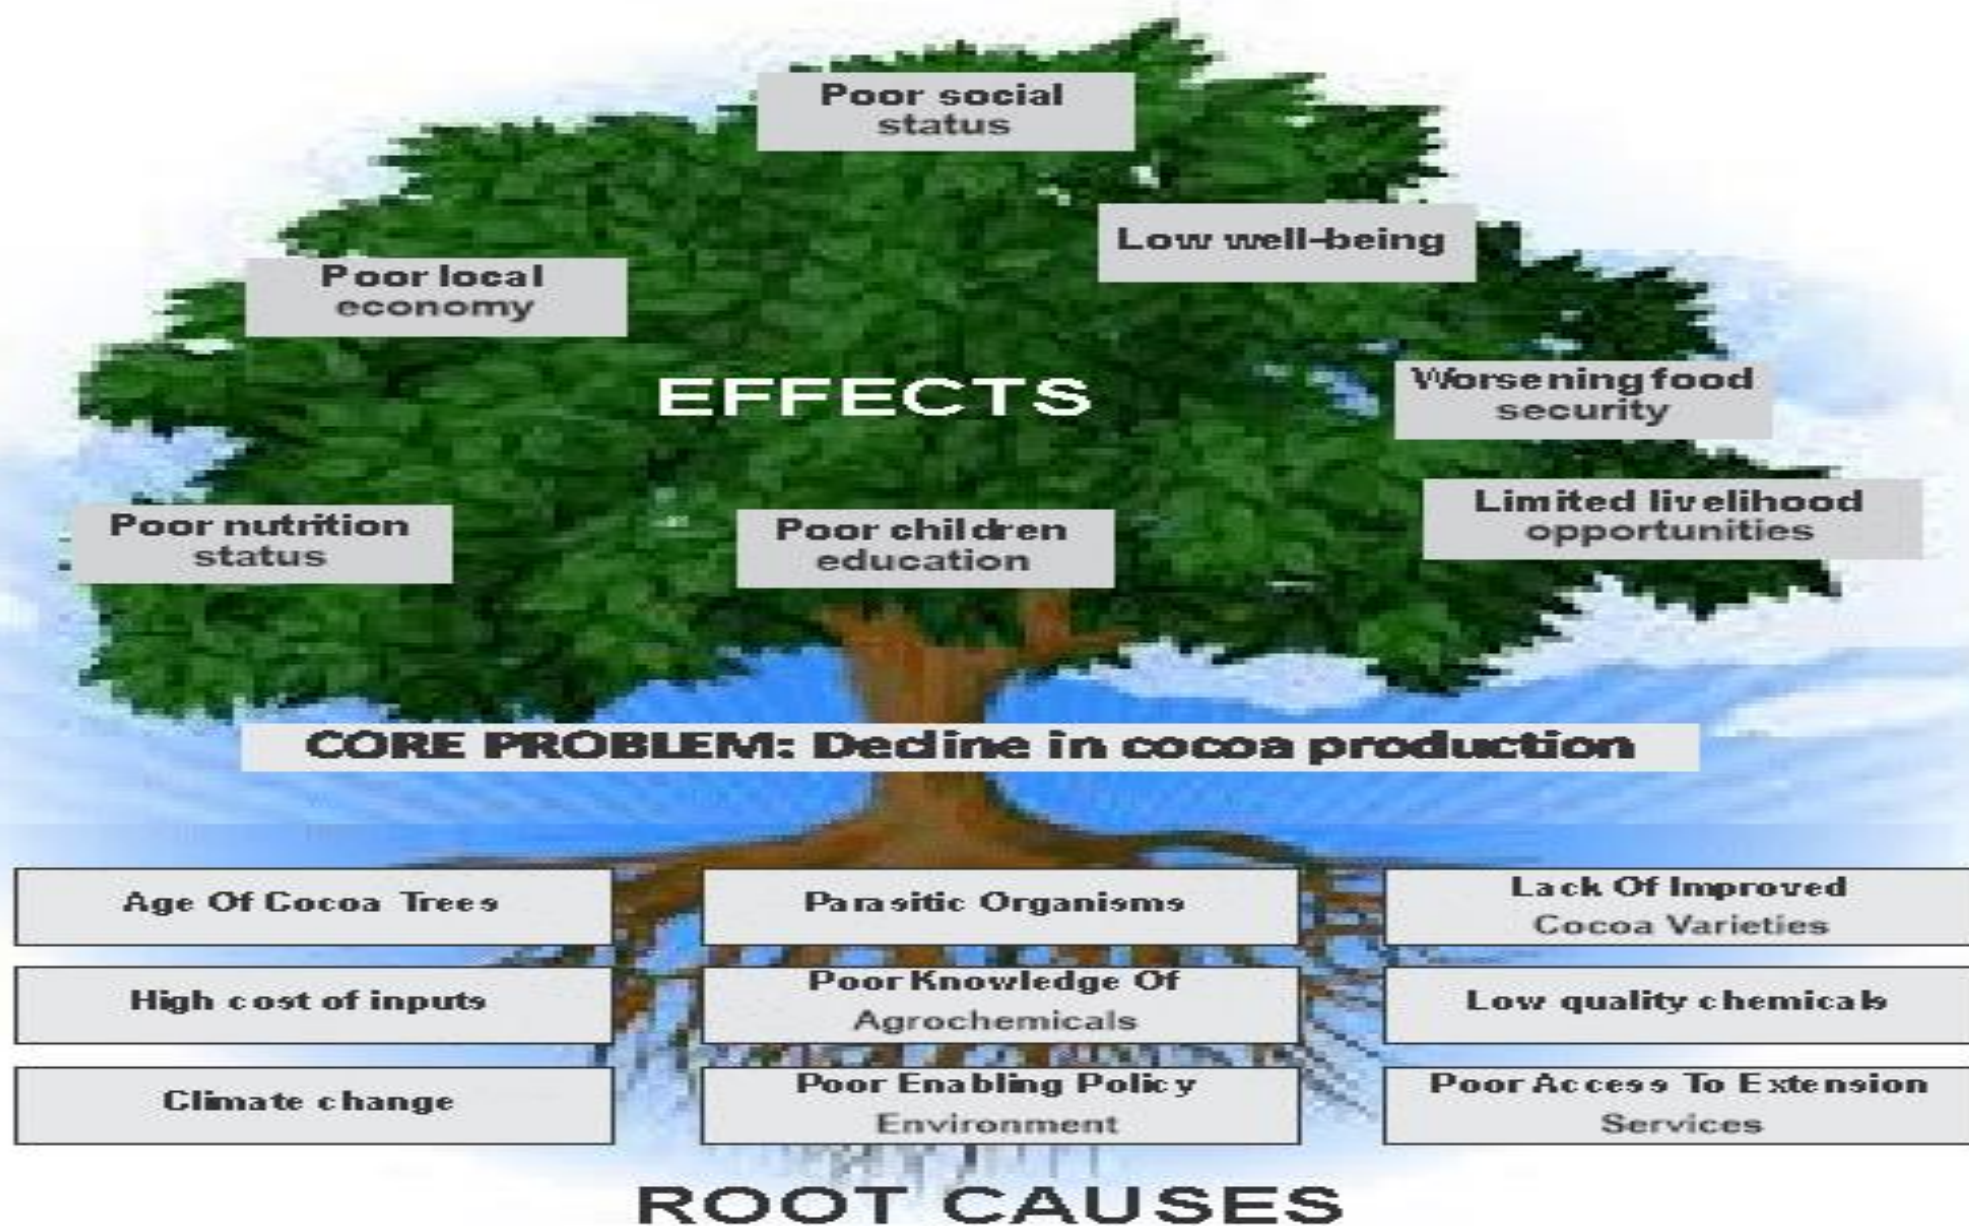 Poor social
status
Low well-being
Poor local
economy
Worsening food
security
EFFECTS
Limited livelihood
opportunities
Poor nutrition
status
Poor children
education
CORE PROBLEM: Decline in cocoa production
Age Of Cocoa Trees
Parasitic Organisms
Lack Of Improved
Cocoa Varieties
High cost of inputs
Poor Knowledge Of
Agrochemicals
Low quality chemicals
Climate change
Poor Enabling Policy
Environment
Poor Access To Extension
Services
ROOT CAUSES